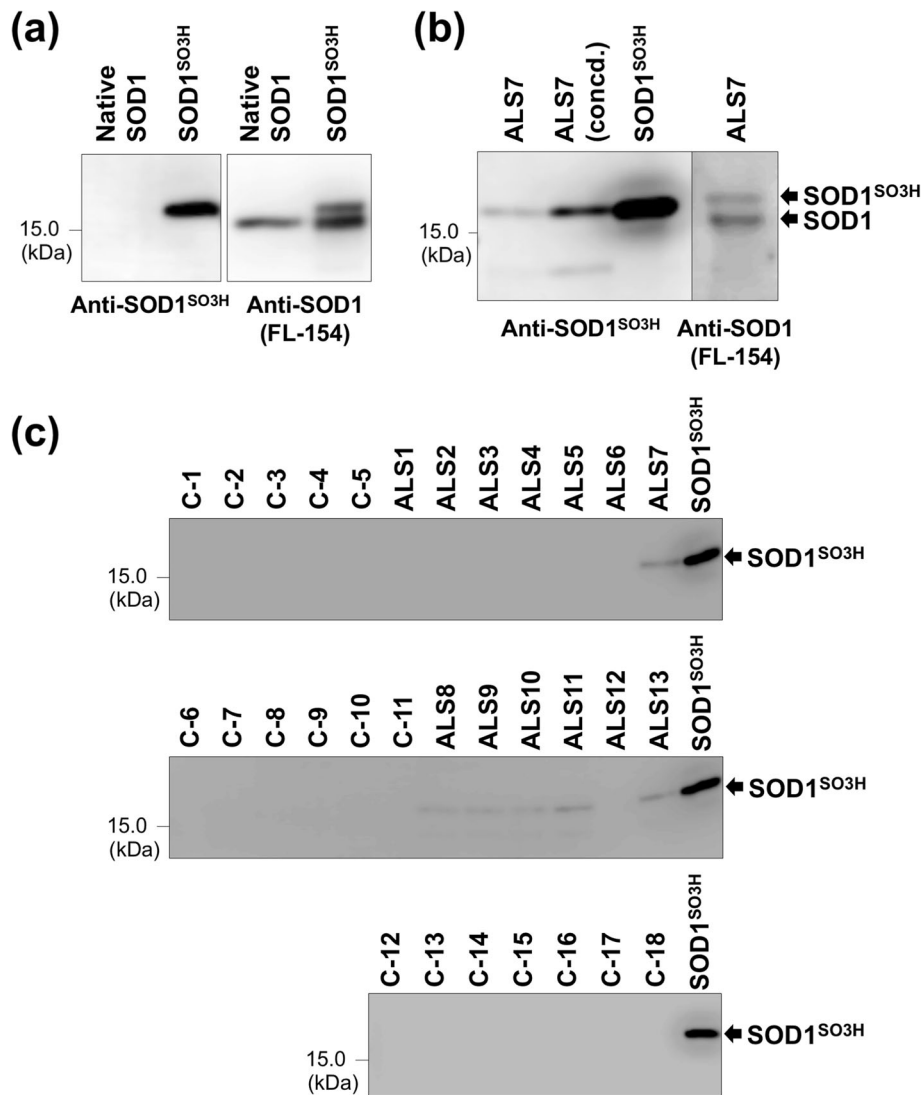 (a)
Native
SOD1
SOD1SO3H
Native
SOD1
SOD1SO3H
15.0
(kDa)
Anti-SOD1SO3H
Anti-SOD1
(FL-154)
(b)
ALS7
ALS7
(concd.)
SOD1SO3H
ALS7
SOD1SO3H
SOD1
15.0
(kDa)
Anti-SOD1SO3H
Anti-SOD1
(FL-154)
(c)
C-1 C-2 C-3 C-4 C-5 ALS1 ALS2 ALS3 ALS4 ALS5 ALS6 ALS7 SOD1SO3H
SOD1SO3H
15.0
(kDa)
C-6 C-7 C-8 C-9 C-10 C-11 ALS8 ALS9 ALS10 ALS11 ALS12 ALS13 SOD1SO3H
SOD1SO3H
15.0
(kDa)
C-12 C-13 C-14 C-15 C-16 C-17 C-18 SOD1SO3H
SOD1SO3H
15.0
(kDa)